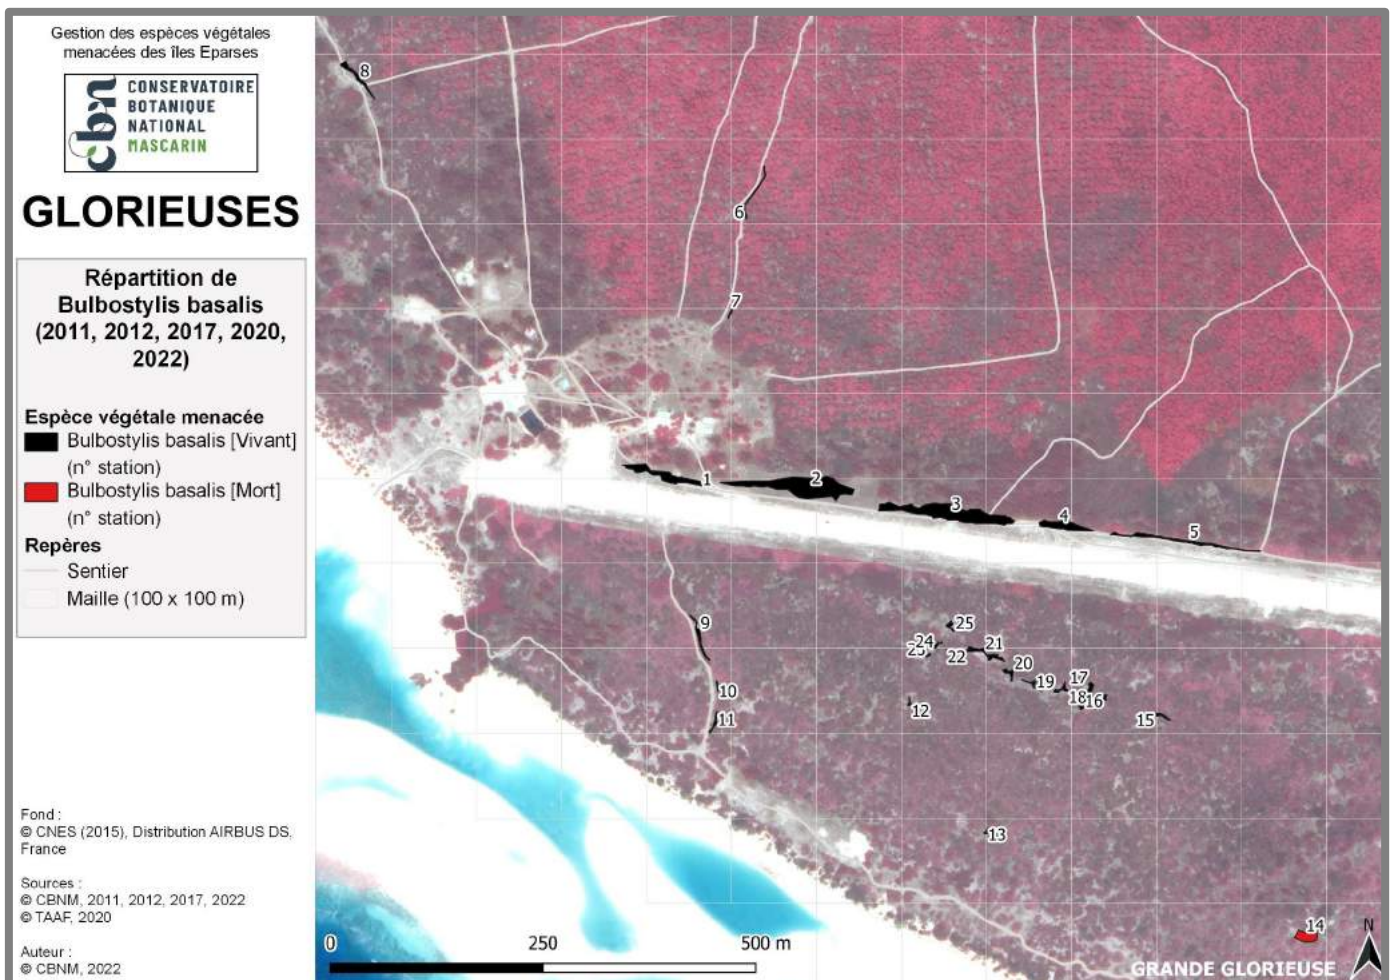 Gestion des espèces végétales
menacées des îles Eparses
cbn
CONSERVATOIRE
BOTANIQUE
NATIONAL
MASCARIN
GLORIEUSES
Répartition de
Bulbostylis basalis
(2011, 2012, 2017, 2020,
2022)
Espèce végétale menacée
Bulbostylis basalis [Vivant]
(n° station)
Bulbostylis basalis [Mort]
(n° station)
Repères
Sentier
Maille (100 x 100 m)
Fond :
© CNES (2015), Distribution AIRBUS DS,
France
Sources :
© CBNM, 2011, 2012, 2017, 2022
© TAAF, 2020
Auteur :
© CBNM, 2022
8
6
7
1
2
3
4
5
9
25
24
21
22
20
19
17
18
16
10
11
12
15
13
14
0 250 500 m
N
GRANDE GLORIEUSE